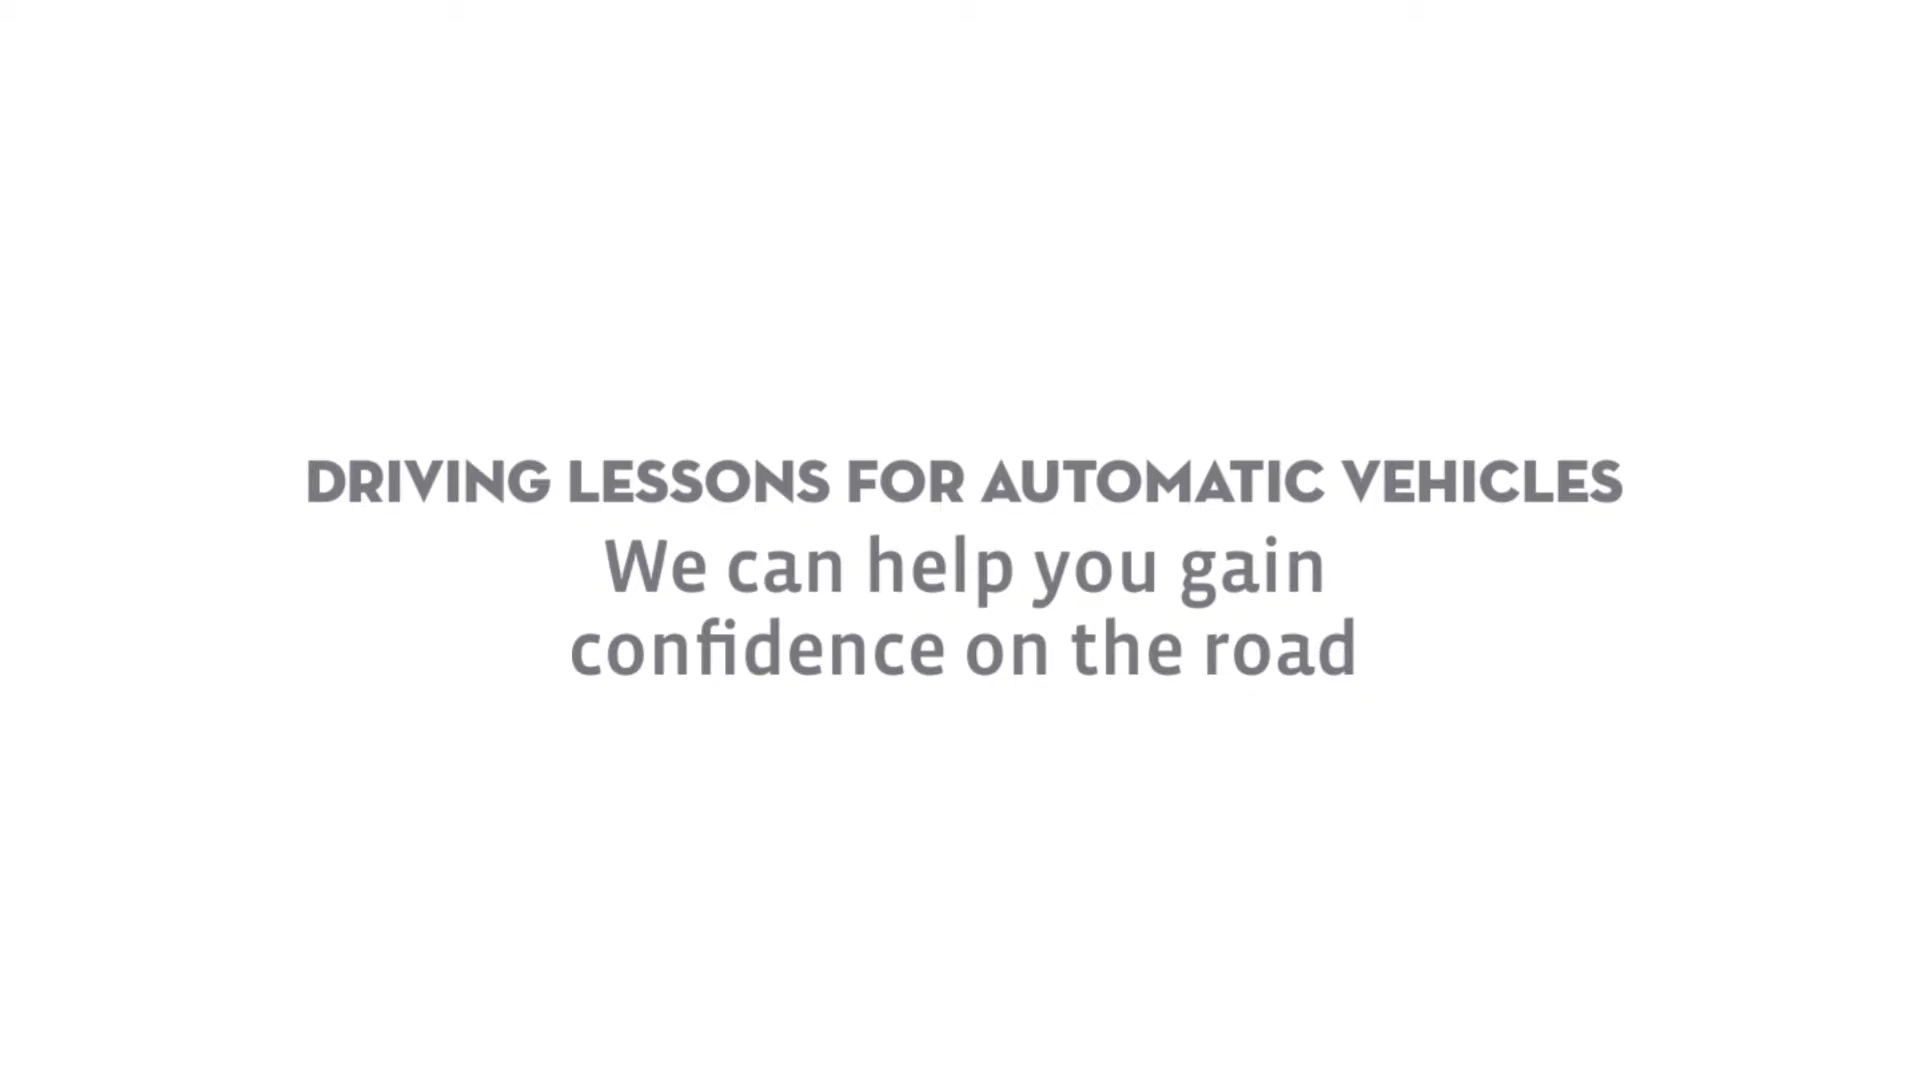 DRIVING LESSONS FOR AUTOMATIC VEHICLES
We can help you gain
confidence on the road